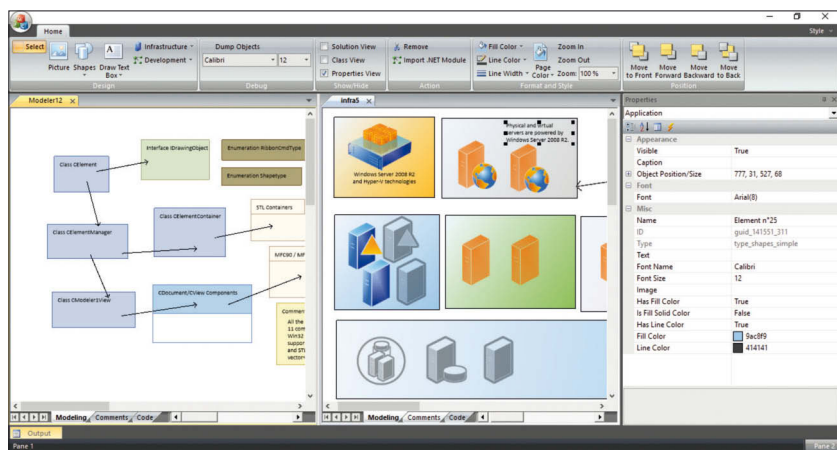 Home
Style
Select
Picture
Shapes
Draw Text
Box
Infrastructure
Development
Design
Dump Objects
Calibri
12
Debug
Solution View
Class View
Properties View
Show/Hide
Remove
Import .NET Module
Action
Fill Color
Line Color
Line Width
Page
Color
Zoom In
Zoom Out
Zoom: 100 %
Format and Style
Move
to Front
Move
Forward
Move
Backward
Move
to Back
Position
Modeler12
Class CElement
Interface IDrawingObject
Enumeration RibbonCmdType
Enumeration Shapetype
Class CElementManager
Class CElementContainer
STL Containers
MFC90 / MF
Class CModeler1View
CDocument/CView Components
Commen
All the
11 com
Win32
suppor
and STL
vector<
Modeling
Comments
Code
infra5
Windows Server 2008 R2
and Hyper-V technologies
Physical and virtual
servers are powered by
Windows Server 2008 R2.
Modeling
Comments
Code
Properties
Application
Appearance
Visible True
Caption
Object Position/Size 777, 31, 527, 68
Font
Font Arial(8)
Misc
Name Element n°25
ID guid_141551_311
Type type_shapes_simple
Text
Font Name Calibri
Font Size 12
Image
Has Fill Color True
Is Fill Solid Color False
Has Line Color True
Fill Color 9ac8f9
Line Color 414141
Output
Pane 1
Pane 2